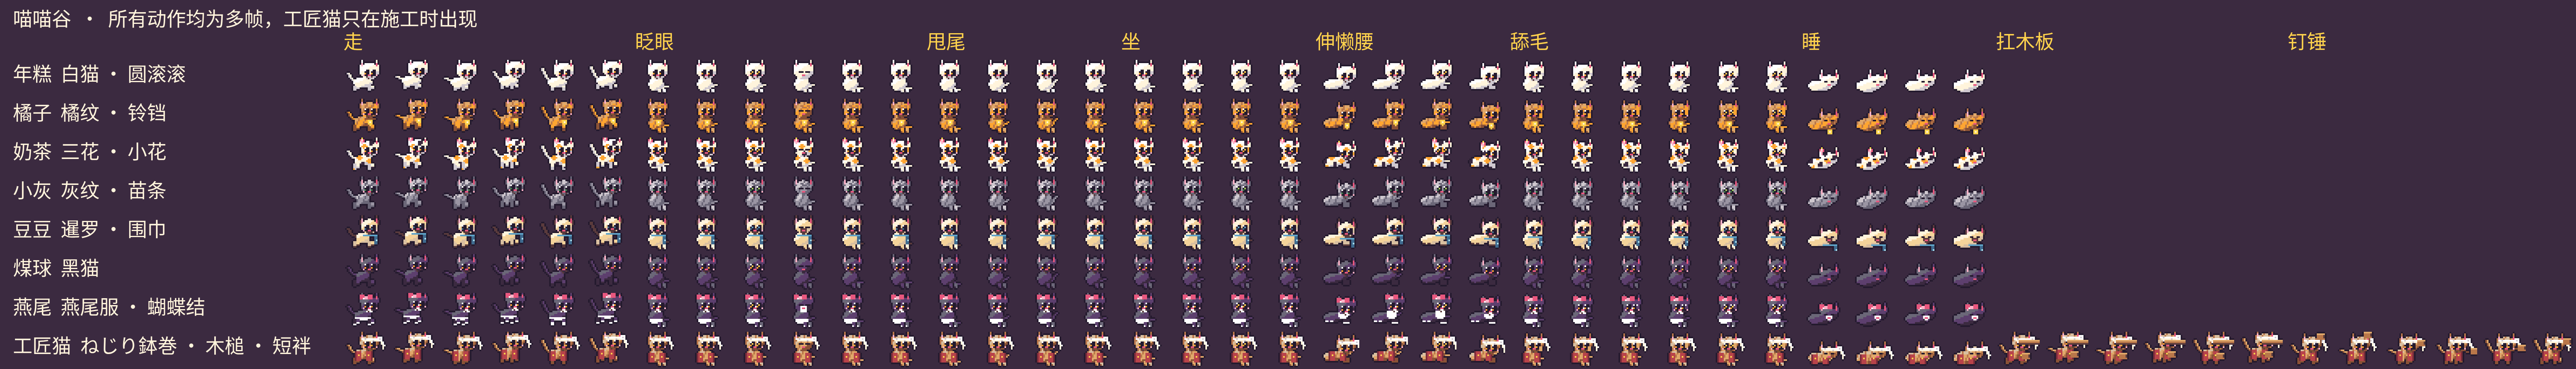 喵喵谷 · 所有动作均为多帧，工匠猫只在施工时出现
走 眨眼 甩尾 坐 伸懒腰 舔毛 睡 扛木板 钉锤
年糕 白猫 · 圆滚滚
橘子 橘纹 · 铃铛
奶茶 三花 · 小花
小灰 灰纹 · 苗条
豆豆 暹罗 · 围巾
煤球 黑猫
燕尾 燕尾服 · 蝴蝶结
工匠猫 ねじり鉢巻 · 木槌 · 短袢